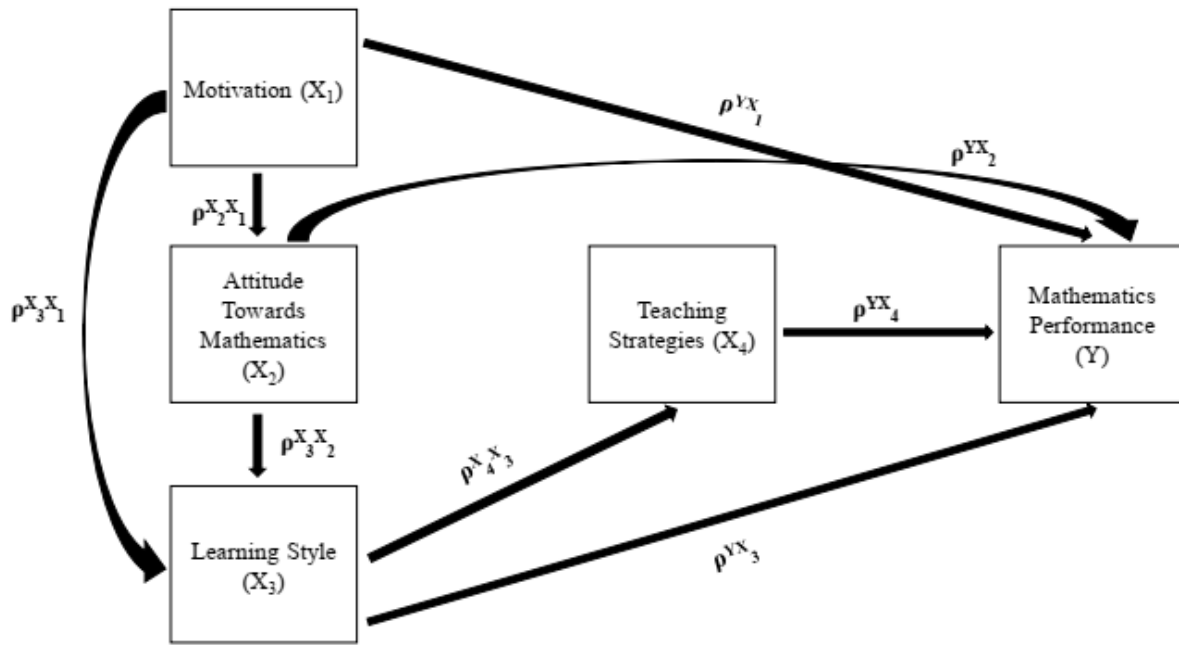 Motivation (X₁)
ρʸˣ₁
ρʸˣ₂
ρˣ₂ˣ₁
Attitude
Towards
Mathematics
(X₂)
Teaching
Strategies (X₄)
ρʸˣ₄
Mathematics
Performance
(Y)
ρˣ₃ˣ₁
ρˣ₃ˣ₂
ρˣ₄ˣ₃
Learning Style
(X₃)
ρʸˣ₃